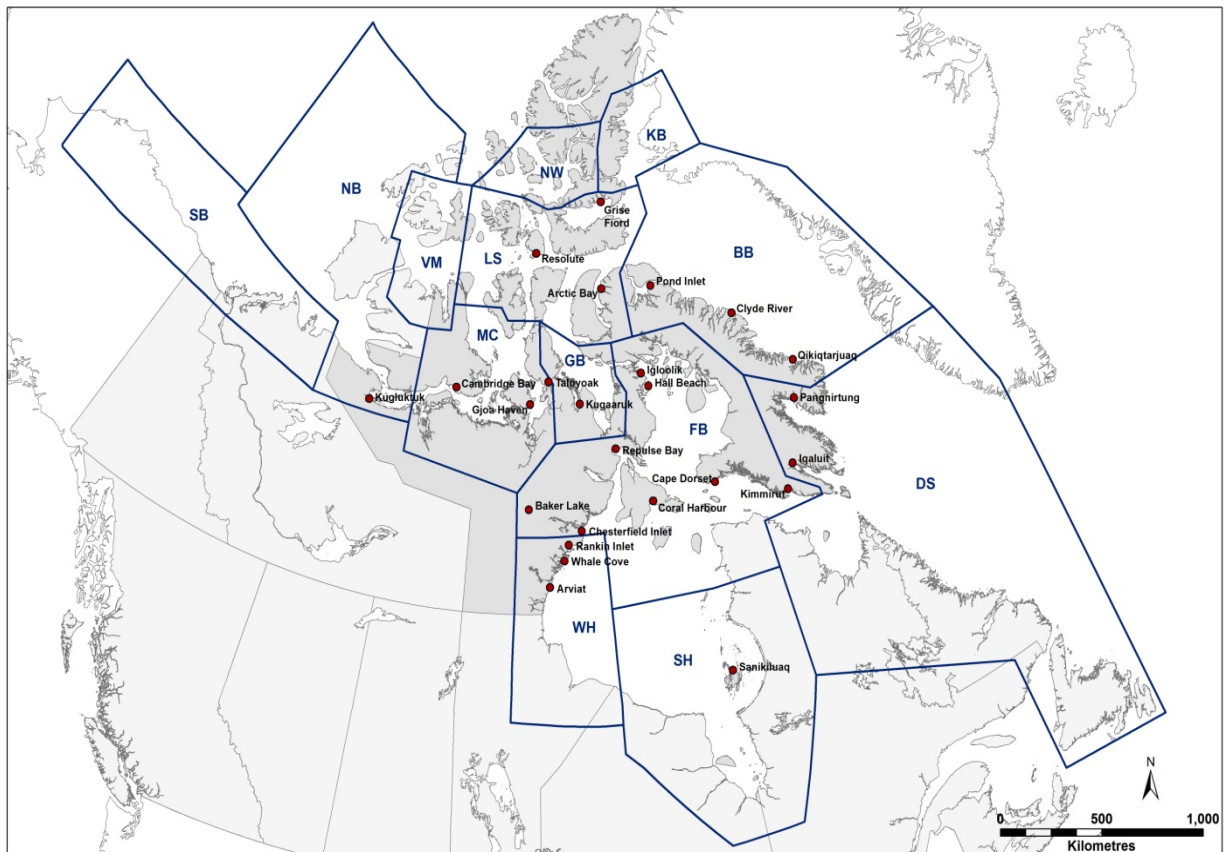 KB
NW
NB
SB
Grise
Fiord
BB
VM
LS
Resolute
Pond Inlet
Arctic Bay
Clyde River
MC
GB
Qikiqtarjuaq
Igloolik
Taloyoak
Hall Beach
Cambridge Bay
Kugluktuk
Pangnirtung
Gjoa Haven
Kugaaruk
FB
Repulse Bay
Iqaluit
Cape Dorset
DS
Kimmirut
Coral Harbour
Baker Lake
Chesterfield Inlet
Rankin Inlet
Whale Cove
Arviat
WH
SH
Sanikiluaq
N
0 500 1,000
Kilometres